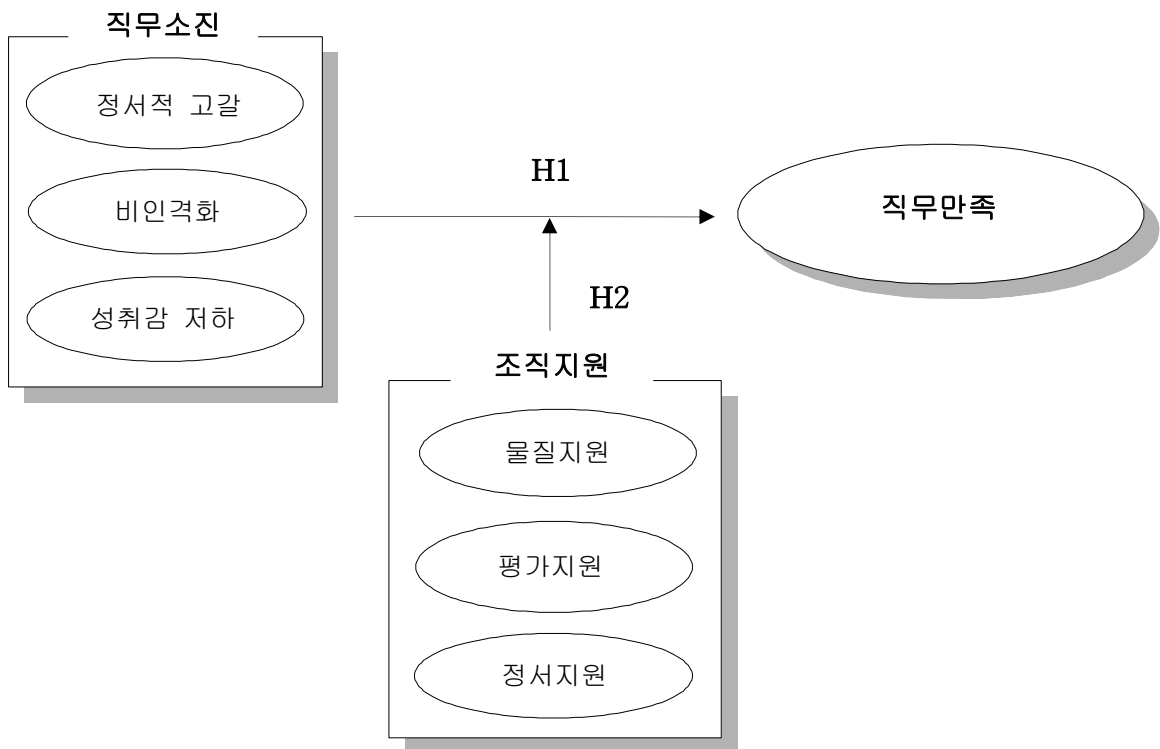 직무소진
정서적 고갈
비인격화
성취감 저하
H1
직무만족
H2
조직지원
물질지원
평가지원
정서지원